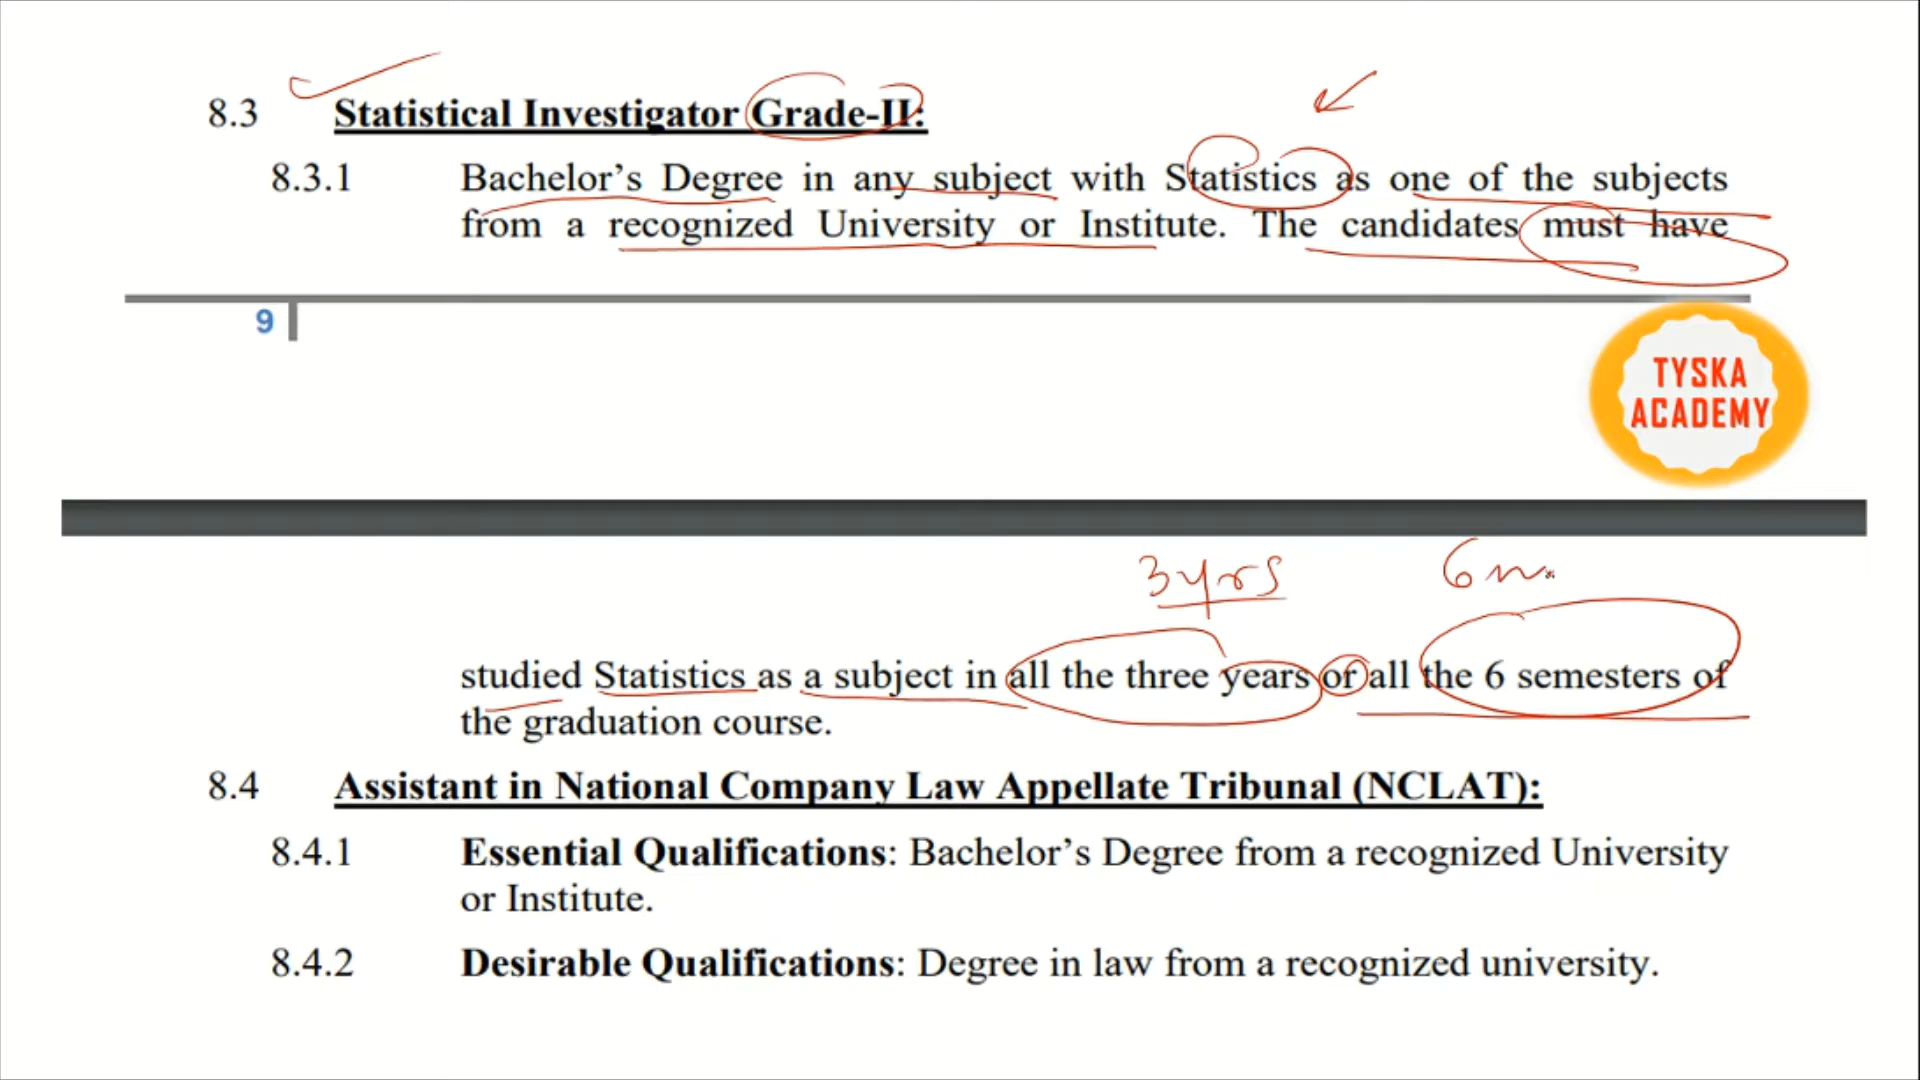 8.3 Statistical Investigator Grade-II:
8.3.1 Bachelor’s Degree in any subject with Statistics as one of the subjects
from a recognized University or Institute. The candidates must have
9
TYSKA
ACADEMY
3yrs 6
studied Statistics as a subject in all the three years or all the 6 semesters of
the graduation course.
8.4 Assistant in National Company Law Appellate Tribunal (NCLAT):
8.4.1 Essential Qualifications: Bachelor’s Degree from a recognized University
or Institute.
8.4.2 Desirable Qualifications: Degree in law from a recognized university.